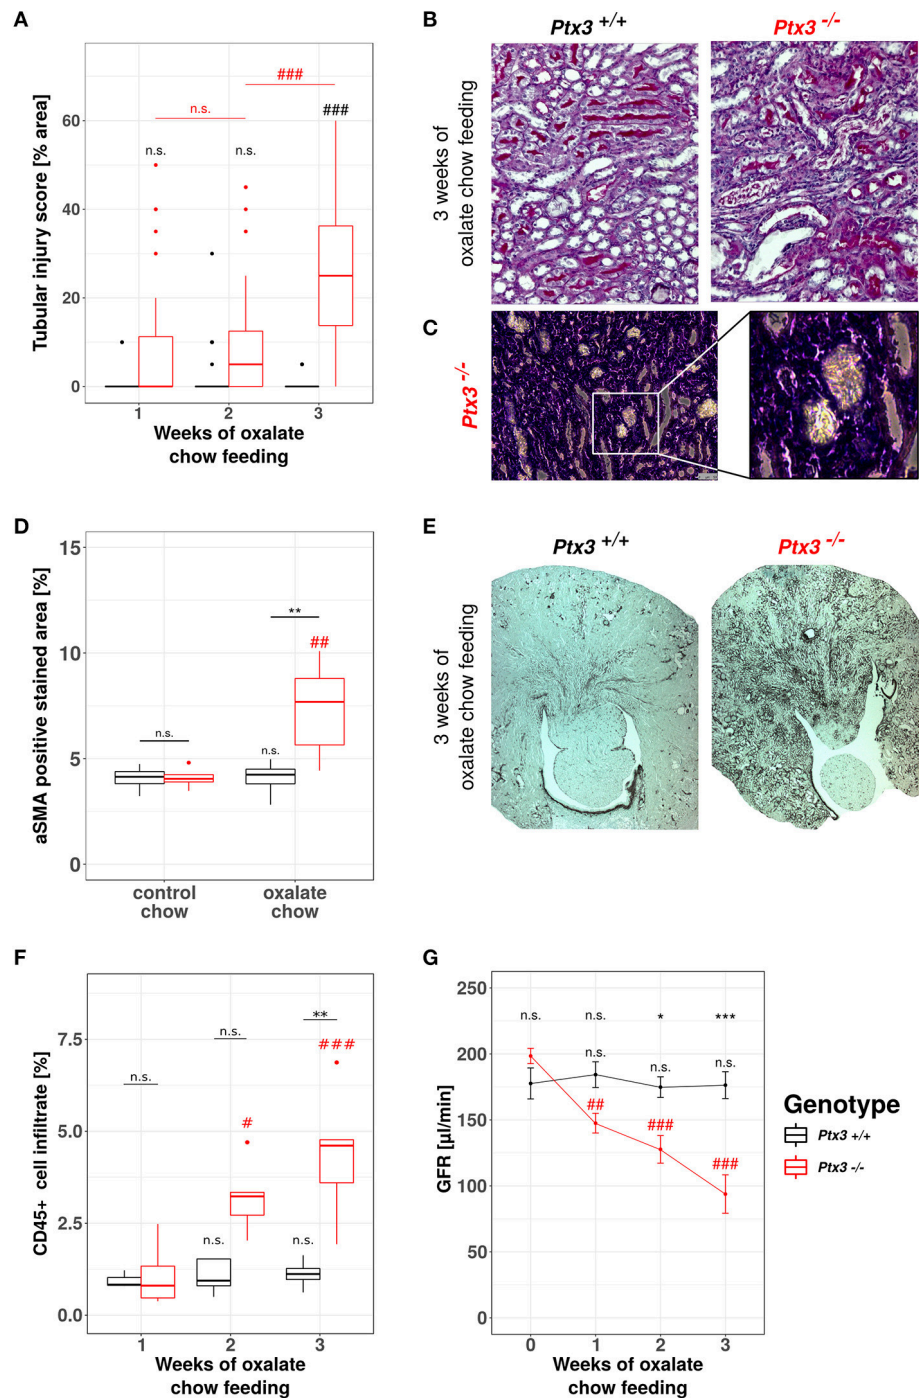 A
Tubular injury score [% area]
60
40
20
0
###
n.s.
###
n.s.
n.s.
1
2
3
Weeks of oxalate
chow feeding
B
Ptx3 +/+
Ptx3 -/-
3 weeks of
oxalate chow feeding
C
Ptx3 -/-
D
aSMA positive stained area [%]
15
10
5
0
**
##
n.s.
n.s.
control
chow
oxalate
chow
E
Ptx3 +/+
Ptx3 -/-
3 weeks of
oxalate chow feeding
F
CD45+ cell infiltrate [%]
7.5
5.0
2.5
0.0
**
n.s.
###
n.s.
#
n.s.
n.s.
1
2
3
Weeks of oxalate
chow feeding
G
GFR [µl/min]
250
200
150
100
50
0
n.s.
n.s.
*
***
n.s.
n.s.
n.s.
##
###
###
0
1
2
3
Weeks of oxalate
chow feeding
Genotype
Ptx3 +/+
Ptx3 -/-